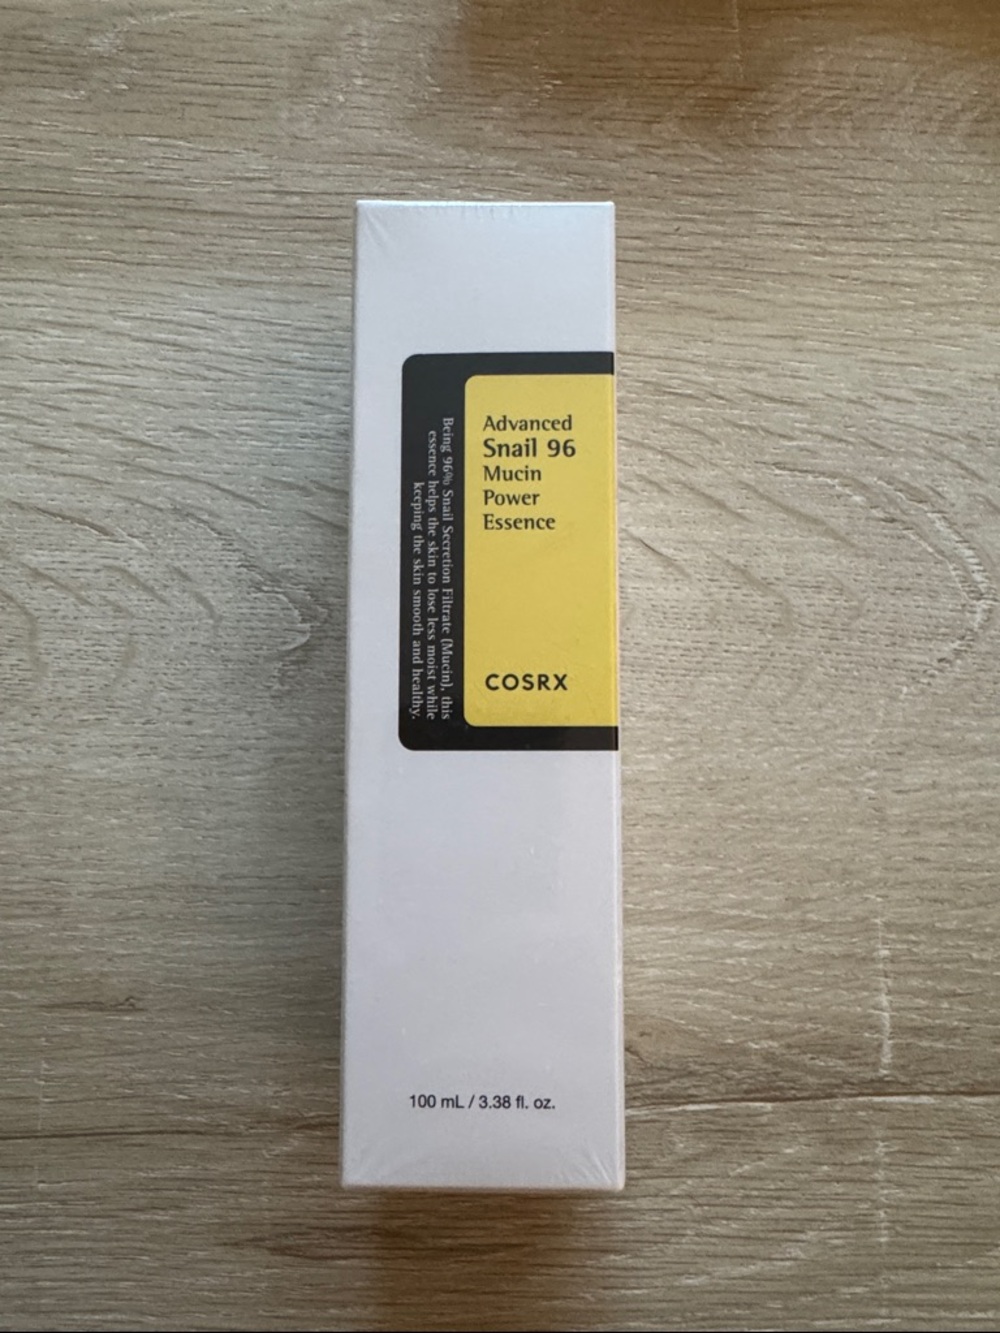 Advanced
Snail 96
Mucin
Power
Essence
COSRX
Being 96% Snail Secretion Filtrate (Mucin), this
essence helps the skin to lose less moist while
keeping the skin smooth and healthy.
100 mL / 3.38 fl. oz.